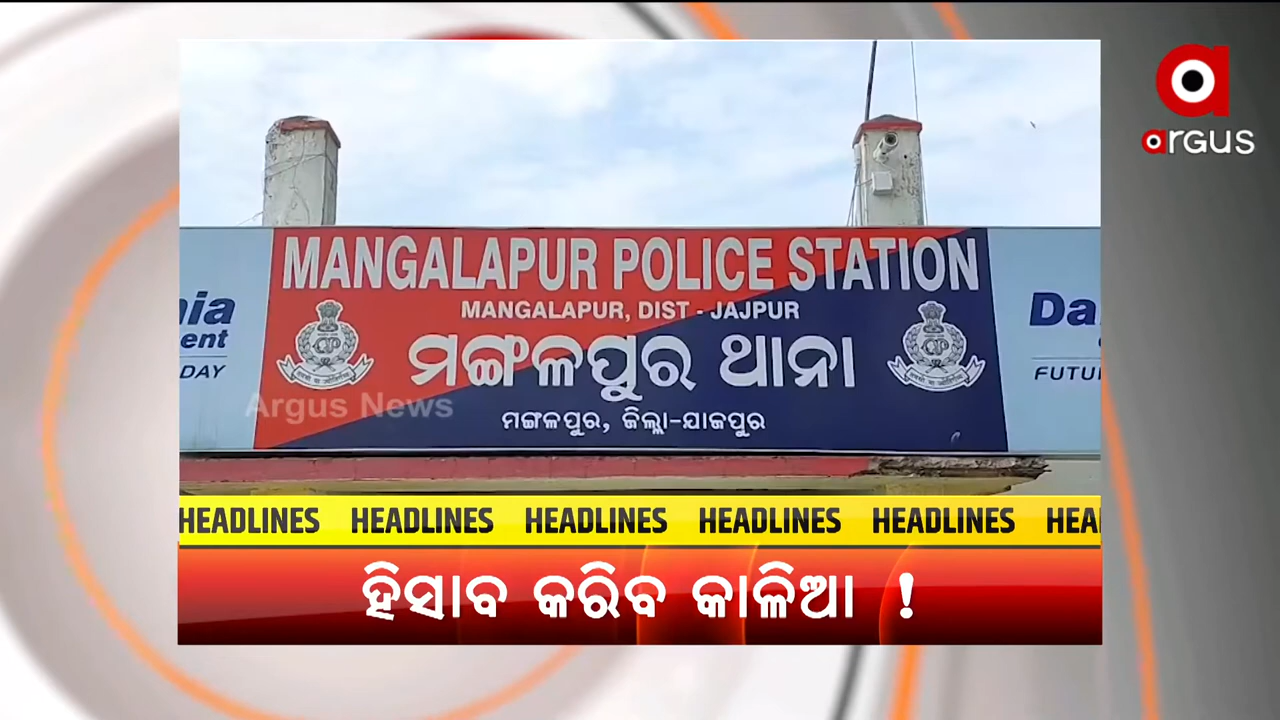 argus
MANGALAPUR POLICE STATION
MANGALAPUR, DIST - JAJPUR
ମଙ୍ଗଳପୁର ଥାନା
ମଙ୍ଗଳପୁର, ଜିଲ୍ଲା-ଯାଜପୁର
Argus News
HEADLINES HEADLINES HEADLINES HEADLINES HEADLINES HEA
ହିସାବ କରିବ କାଳିଆ !